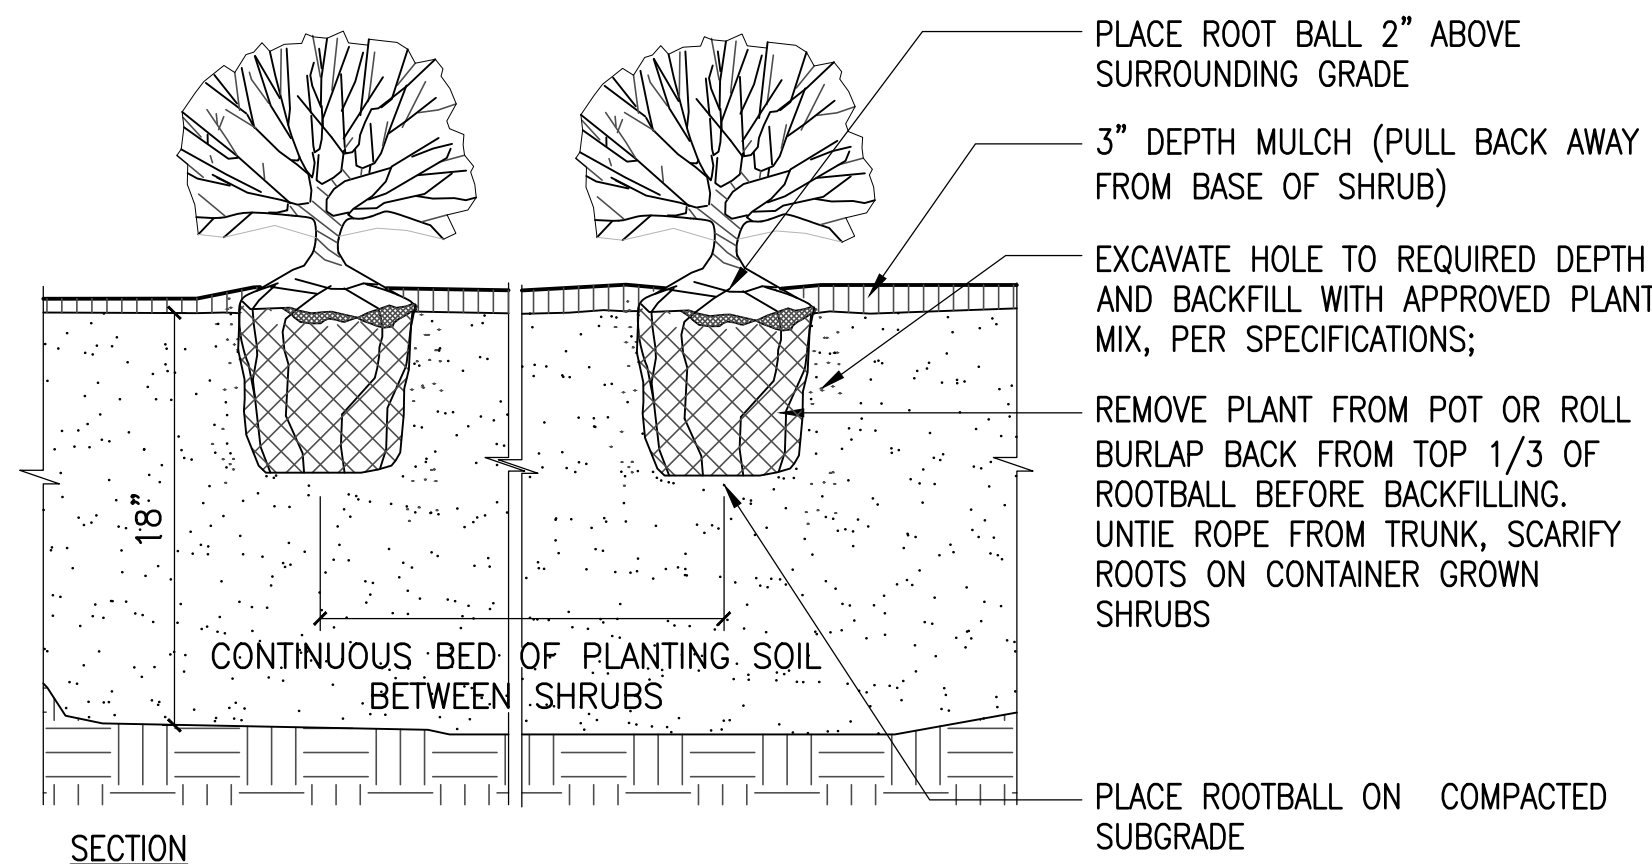 PLACE ROOT BALL 2” ABOVE
SURROUNDING GRADE
3” DEPTH MULCH (PULL BACK AWAY
FROM BASE OF SHRUB)
EXCAVATE HOLE TO REQUIRED DEPTH
AND BACKFILL WITH APPROVED PLANT
MIX, PER SPECIFICATIONS;
REMOVE PLANT FROM POT OR ROLL
BURLAP BACK FROM TOP 1/3 OF
ROOTBALL BEFORE BACKFILLING.
UNTIE ROPE FROM TRUNK, SCARIFY
ROOTS ON CONTAINER GROWN
SHRUBS
18”
CONTINUOUS BED OF PLANTING SOIL
BETWEEN SHRUBS
PLACE ROOTBALL ON COMPACTED
SUBGRADE
SECTION